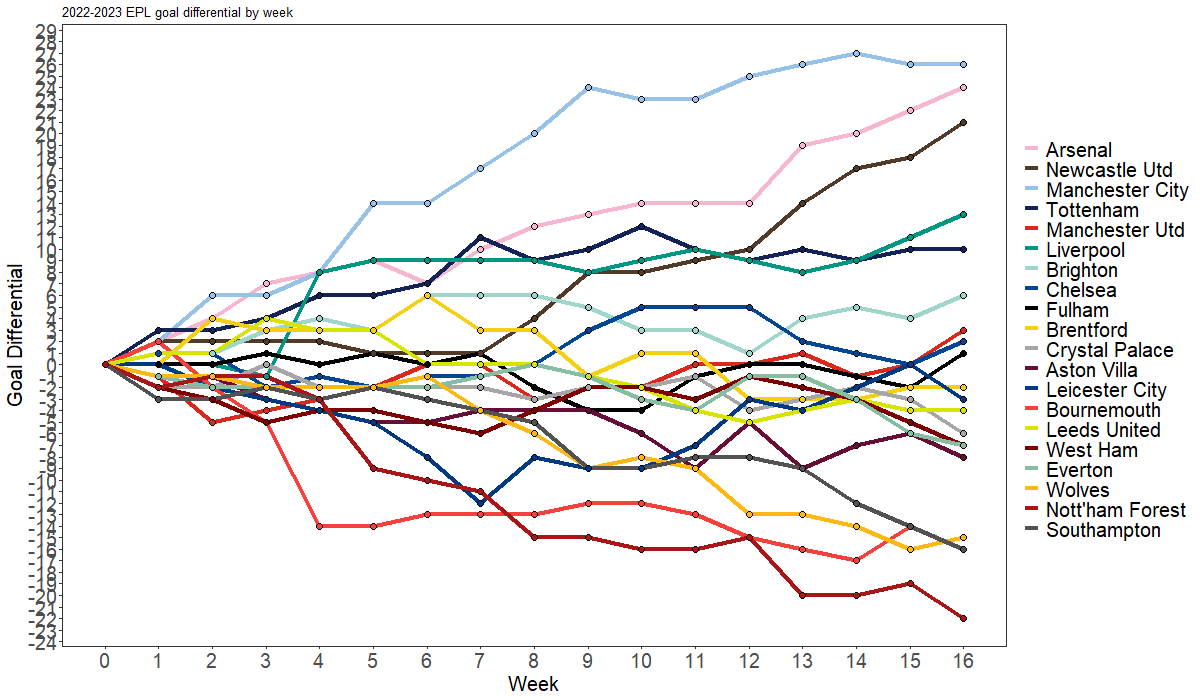 2022-2023 EPL goal differential by week
29
28
27
26
25
24
23
22
21
20
19
18
17
16
15
14
13
12
11
10
9
8
7
6
5
4
3
2
1
0
-1
-2
-3
-4
-5
-6
-7
-8
-9
-10
-11
-12
-13
-14
-15
-16
-17
-18
-19
-20
-21
-22
-23
-24
Goal Differential
0 1 2 3 4 5 6 7 8 9 10 11 12 13 14 15 16
Week
Arsenal
Newcastle Utd
Manchester City
Tottenham
Manchester Utd
Liverpool
Brighton
Chelsea
Fulham
Brentford
Crystal Palace
Aston Villa
Leicester City
Bournemouth
Leeds United
West Ham
Everton
Wolves
Nott'ham Forest
Southampton